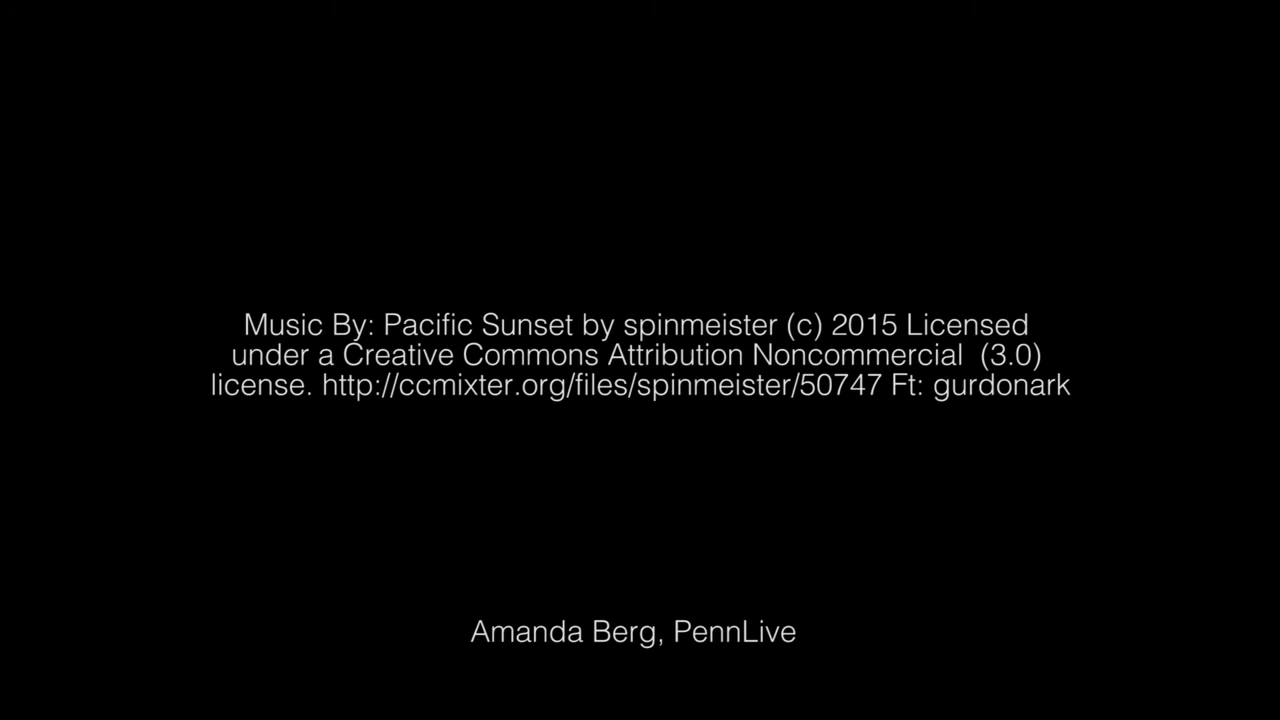 Music By: Pacific Sunset by spinmeister (c) 2015 Licensed
under a Creative Commons Attribution Noncommercial  (3.0)
license. http://ccmixter.org/files/spinmeister/50747 Ft: gurdonark
Amanda Berg, PennLive